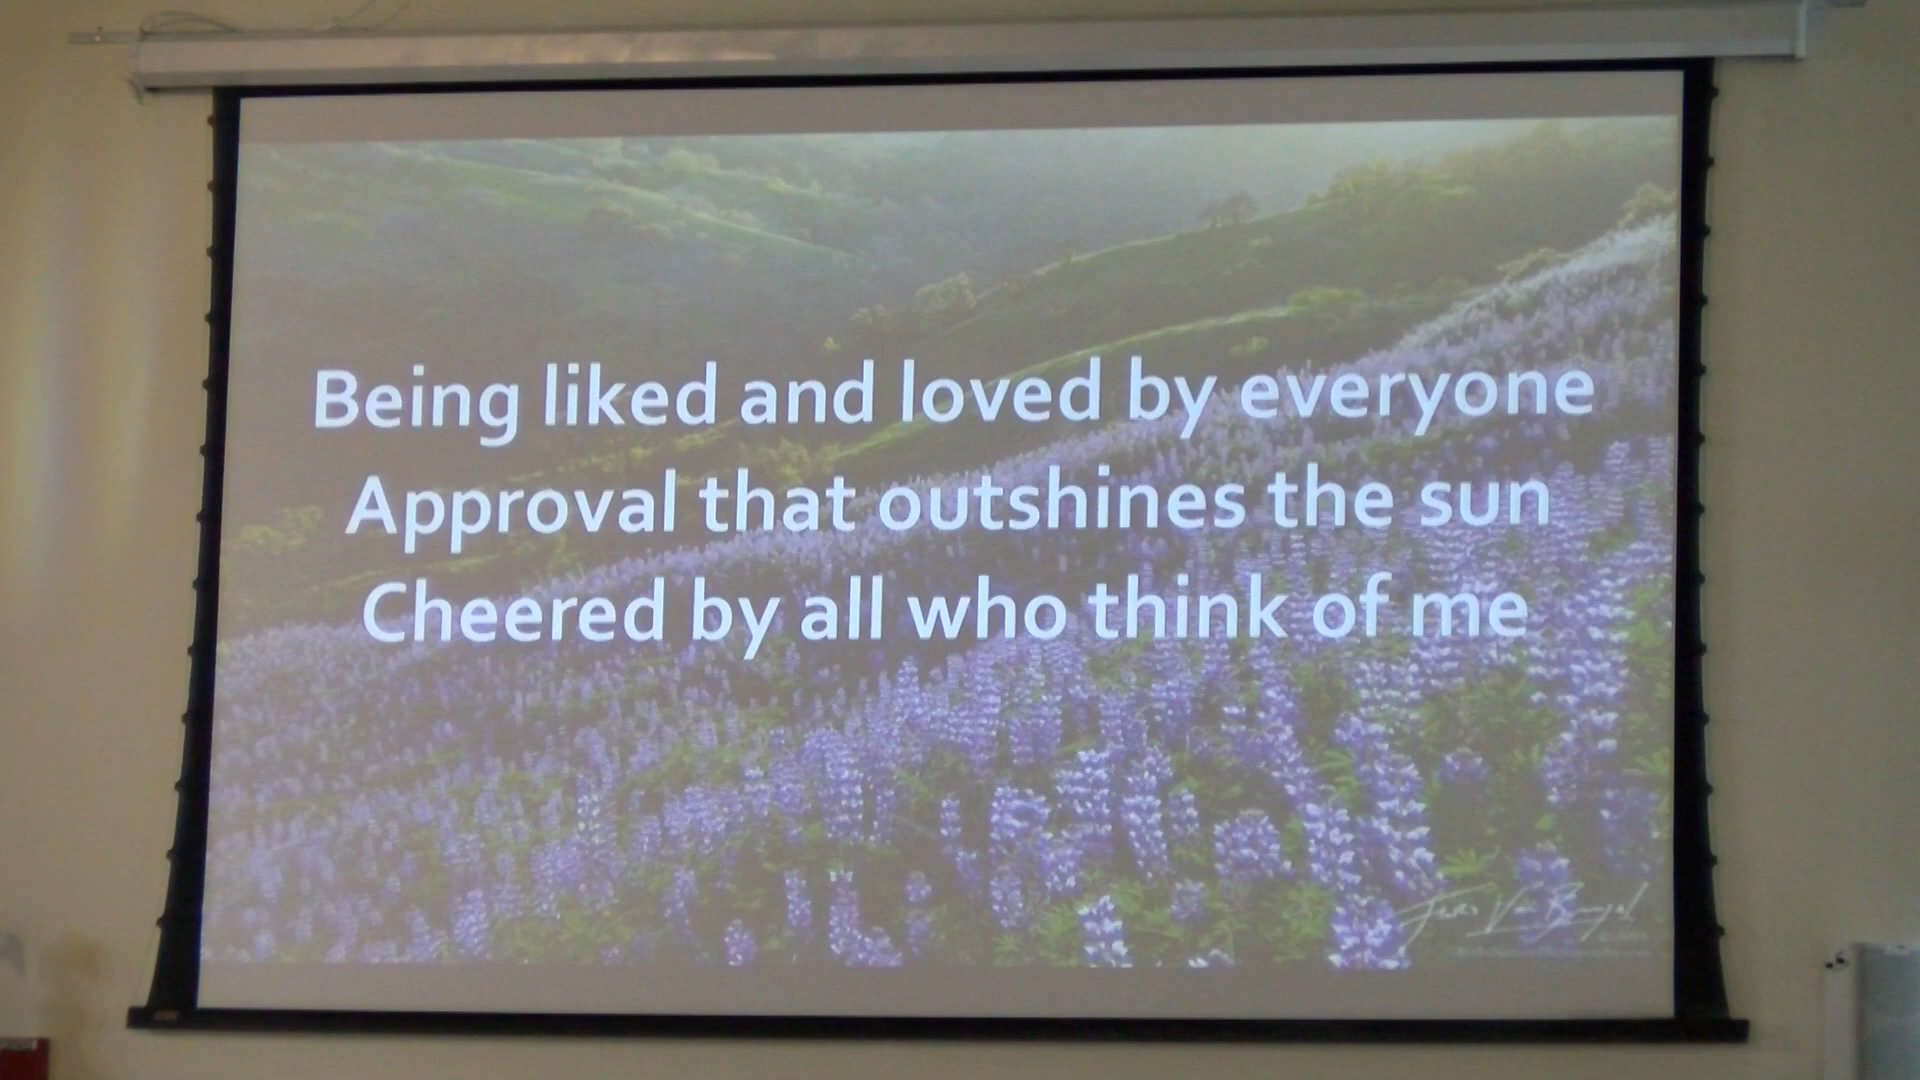 Being liked and loved by everyone
Approval that outshines the sun
Cheered by all who think of me